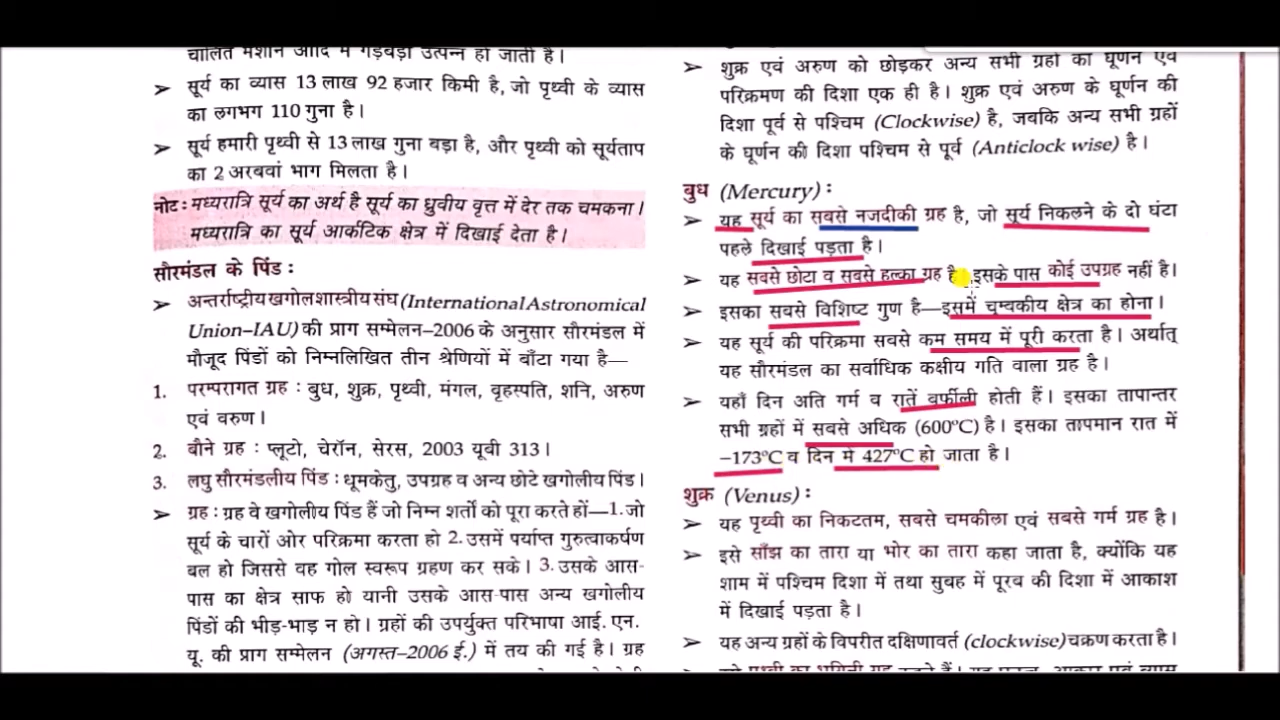 चालित मशीन आदि में गड़बड़ी उत्पन्न हो जाती है।
➢ सूर्य का व्यास 13 लाख 92 हजार किमी है, जो पृथ्वी के व्यास
का लगभग 110 गुना है।
➢ सूर्य हमारी पृथ्वी से 13 लाख गुना बड़ा है, और पृथ्वी को सूर्यताप
का 2 अरबवां भाग मिलता है।
नोट: मध्यरात्रि सूर्य का अर्थ है सूर्य का ध्रुवीय वृत्त में देर तक चमकना।
मध्यरात्रि का सूर्य आर्कटिक क्षेत्र में दिखाई देता है।
सौरमंडल के पिंड:
➢ अन्तर्राष्ट्रीय खगोलशास्त्रीय संघ (International Astronomical
Union–IAU) की प्राग सम्मेलन–2006 के अनुसार सौरमंडल में
मौजूद पिंडों को निम्नलिखित तीन श्रेणियों में बाँटा गया है—
1. परम्परागत ग्रह : बुध, शुक्र, पृथ्वी, मंगल, वृहस्पति, शनि, अरुण
एवं वरुण।
2. बौने ग्रह : प्लूटो, चेरॉन, सेरस, 2003 यूबी 313।
3. लघु सौरमंडलीय पिंड : धूमकेतु, उपग्रह व अन्य छोटे खगोलीय पिंड।
➢ ग्रह : ग्रह वे खगोलीय पिंड हैं जो निम्न शर्तों को पूरा करते हों—1. जो
सूर्य के चारों ओर परिक्रमा करता हो 2. उसमें पर्याप्त गुरुत्वाकर्षण
बल हो जिससे वह गोल स्वरूप ग्रहण कर सके। 3. उसके आस-
पास का क्षेत्र साफ हो यानी उसके आस-पास अन्य खगोलीय
पिंडों की भीड़-भाड़ न हो। ग्रहों की उपर्युक्त परिभाषा आई. एन.
यू. की प्राग सम्मेलन (अगस्त–2006 ई.) में तय की गई है। ग्रह
➢ शुक्र एवं अरुण को छोड़कर अन्य सभी ग्रहों का घूर्णन एवं
परिक्रमण की दिशा एक ही है। शुक्र एवं अरुण के घूर्णन की
दिशा पूर्व से पश्चिम (Clockwise) है, जबकि अन्य सभी ग्रहों
के घूर्णन की दिशा पश्चिम से पूर्व (Anticlock wise) है।
बुध (Mercury) :
➢ यह सूर्य का सबसे नजदीकी ग्रह है, जो सूर्य निकलने के दो घंटा
पहले दिखाई पड़ता है।
➢ यह सबसे छोटा व सबसे हल्का ग्रह है इसके पास कोई उपग्रह नहीं है।
➢ इसका सबसे विशिष्ट गुण है—इसमें चुम्वकीय क्षेत्र का होना।
➢ यह सूर्य की परिक्रमा सबसे कम समय में पूरी करता है। अर्थात्
यह सौरमंडल का सर्वाधिक कक्षीय गति वाला ग्रह है।
➢ यहाँ दिन अति गर्म व रातें वर्फीली होती हैं। इसका तापान्तर
सभी ग्रहों में सबसे अधिक (600°C) है। इसका तापमान रात में
–173°C व दिन मे 427°C हो जाता है।
शुक्र (Venus) :
➢ यह पृथ्वी का निकटतम, सबसे चमकीला एवं सबसे गर्म ग्रह है।
➢ इसे साँझ का तारा या भोर का तारा कहा जाता है, क्योंकि यह
शाम में पश्चिम दिशा में तथा सुबह में पूरब की दिशा में आकाश
में दिखाई पड़ता है।
➢ यह अन्य ग्रहों के विपरीत दक्षिणावर्त (clockwise) चक्रण करता है।